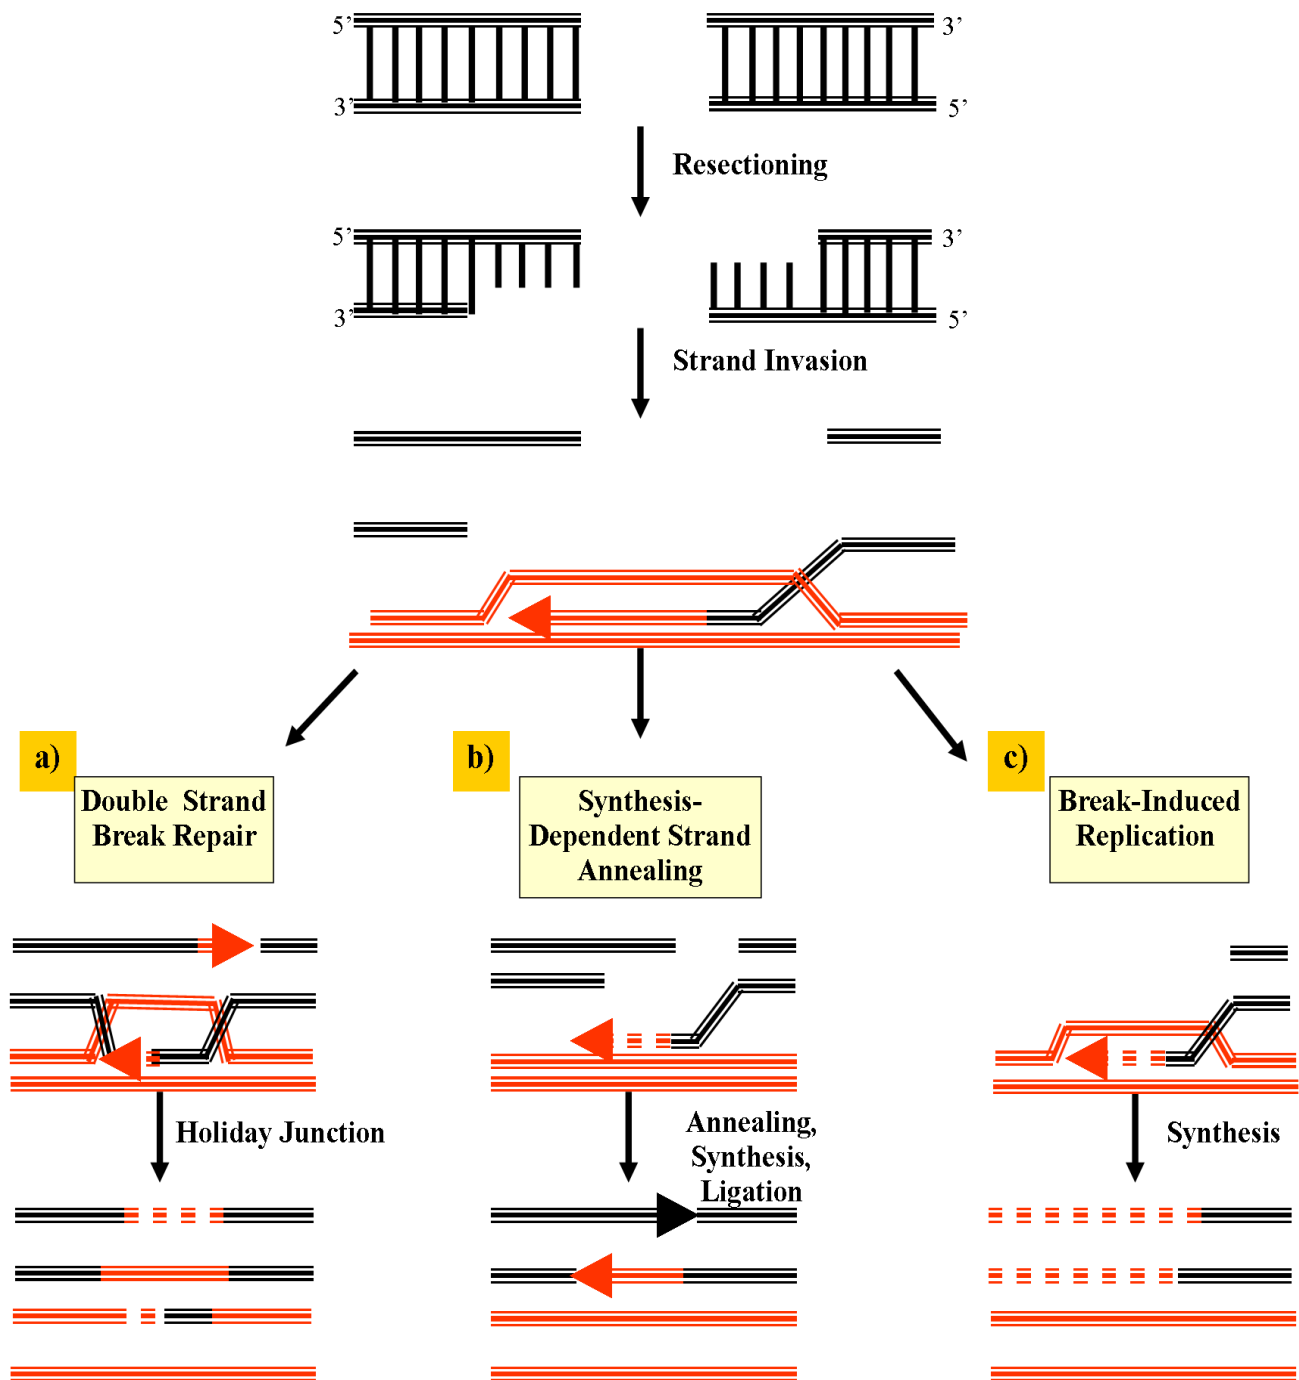 5’ 3’
3’ 5’
Resectioning
5’ 3’
3’ 5’
Strand Invasion
a) b) c)
Double Strand
Break Repair
Synthesis-
Dependent Strand
Annealing
Break-Induced
Replication
Holiday Junction
Annealing,
Synthesis,
Ligation
Synthesis